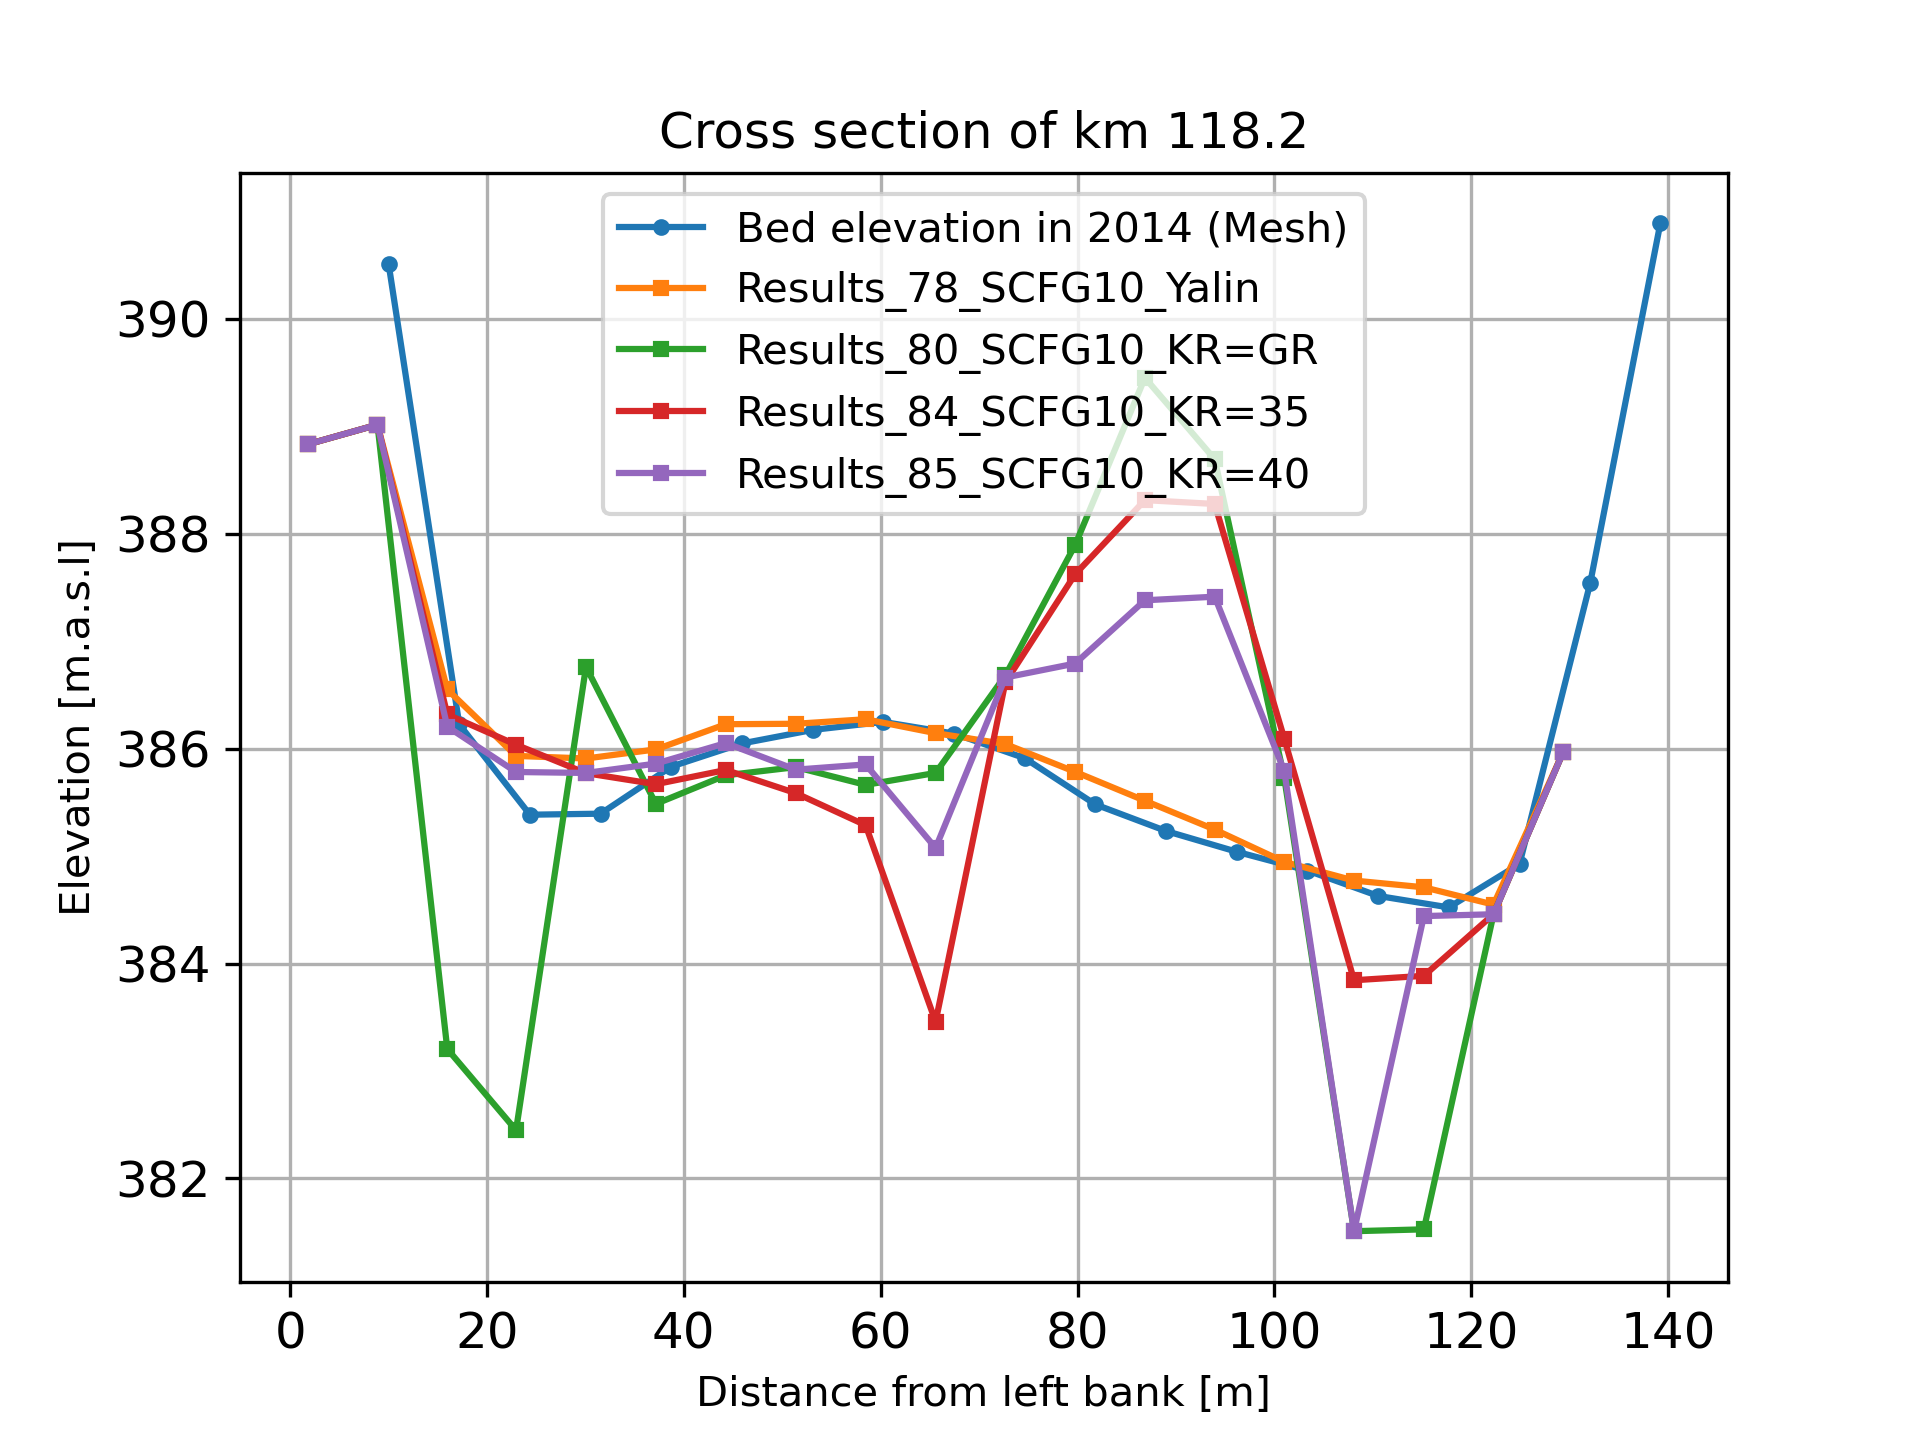 Cross section of km 118.2
Bed elevation in 2014 (Mesh)
Results_78_SCFG10_Yalin
Results_80_SCFG10_KR=GR
Results_84_SCFG10_KR=35
Results_85_SCFG10_KR=40
390
388
386
384
382
Elevation [m.a.s.l]
0 20 40 60 80 100 120 140
Distance from left bank [m]